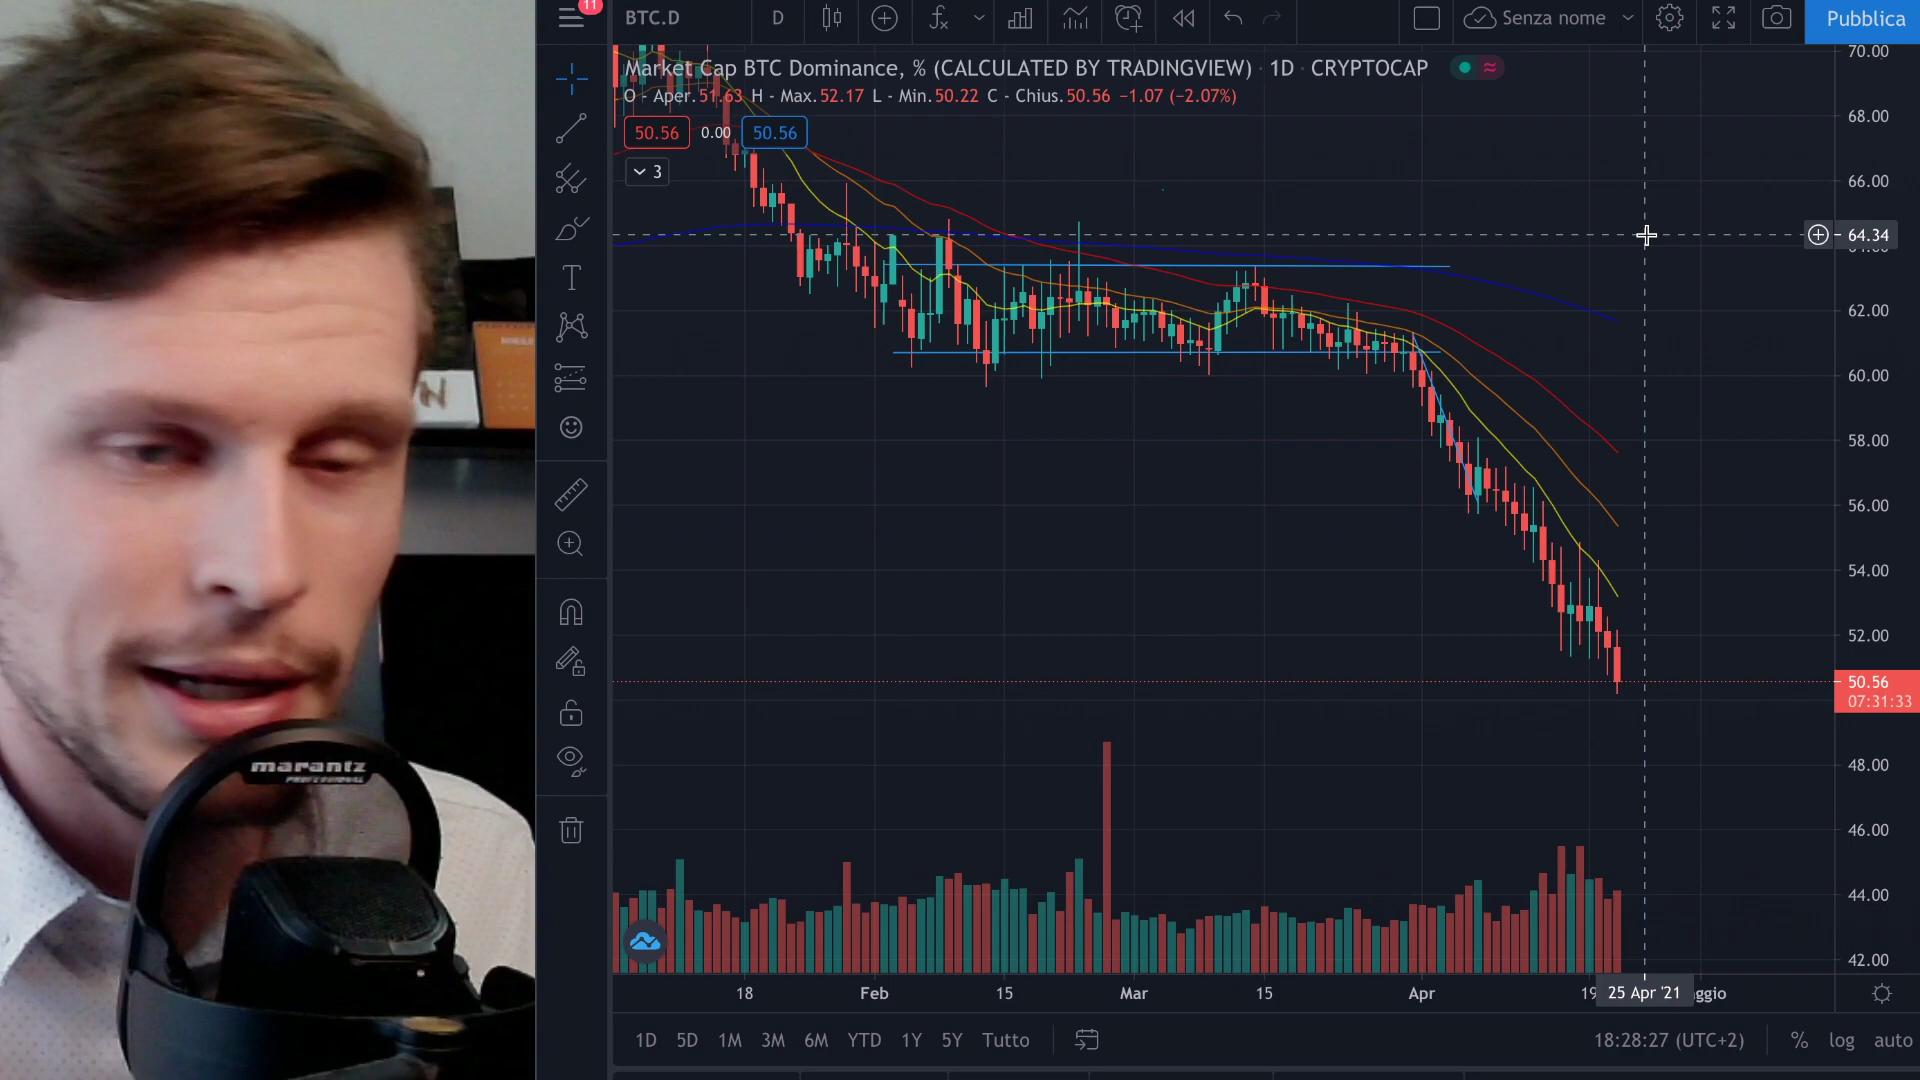 11
BTC.D
D
Senza nome
Pubblica
Market Cap BTC Dominance, % (CALCULATED BY TRADINGVIEW) · 1D · CRYPTOCAP
O - Aper.51.63 H - Max.52.17 L - Min.50.22 C - Chius.50.56 −1.07 (−2.07%)
50.56
0.00
50.56
3
70.00
68.00
66.00
64.34
62.00
60.00
58.00
56.00
54.00
52.00
50.56
07:31:33
48.00
46.00
44.00
42.00
marantz
PROFESSIONAL
18
Feb
15
Mar
15
Apr
19
25 Apr '21
ggio
1D 5D 1M 3M 6M YTD 1Y 5Y Tutto
18:28:27 (UTC+2)
% log auto